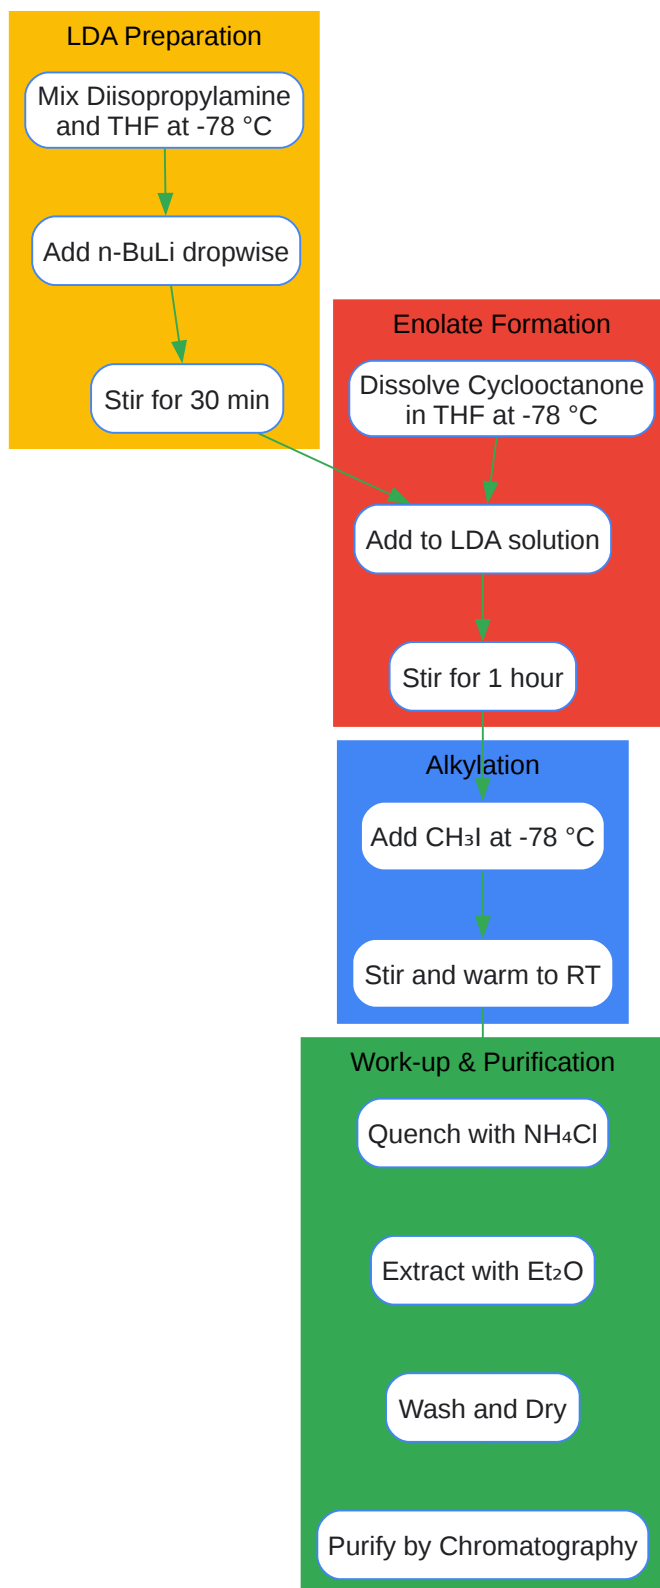 LDA Preparation
Mix Diisopropylamine
and THF at -78 °C
Add n-BuLi dropwise
Stir for 30 min
Enolate Formation
Dissolve Cyclooctanone
in THF at -78 °C
Add to LDA solution
Stir for 1 hour
Alkylation
Add CH₃I at -78 °C
Stir and warm to RT
Work-up & Purification
Quench with NH₄Cl
Extract with Et₂O
Wash and Dry
Purify by Chromatography